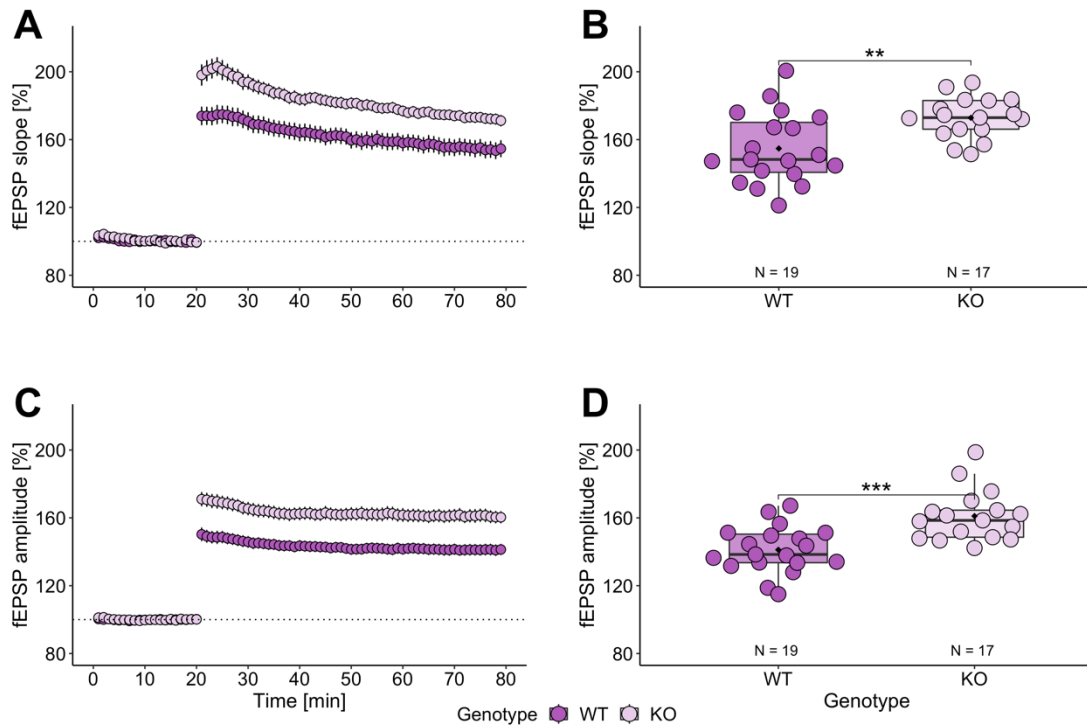 A
fEPSP slope [%]
200
160
120
80
0 10 20 30 40 50 60 70 80
B
fEPSP slope [%]
200
160
120
80
**
N = 19 N = 17
WT KO
C
fEPSP amplitude [%]
200
160
120
80
0 10 20 30 40 50 60 70 80
Time [min]
D
fEPSP amplitude [%]
200
160
120
80
***
N = 19 N = 17
WT KO
Genotype
Genotype WT KO